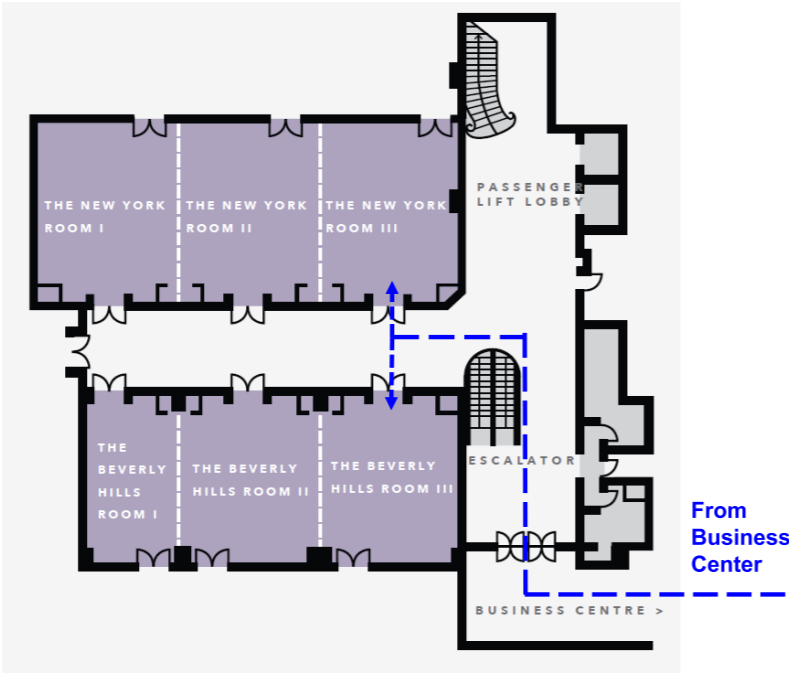 PASSENGER
LIFT LOBBY
THE NEW YORK
ROOM I
THE NEW YORK
ROOM II
THE NEW YORK
ROOM III
THE
BEVERLY
HILLS
ROOM I
THE BEVERLY
HILLS ROOM II
THE BEVERLY
HILLS ROOM III
ESCALATOR
From
Business
Center
BUSINESS CENTRE >